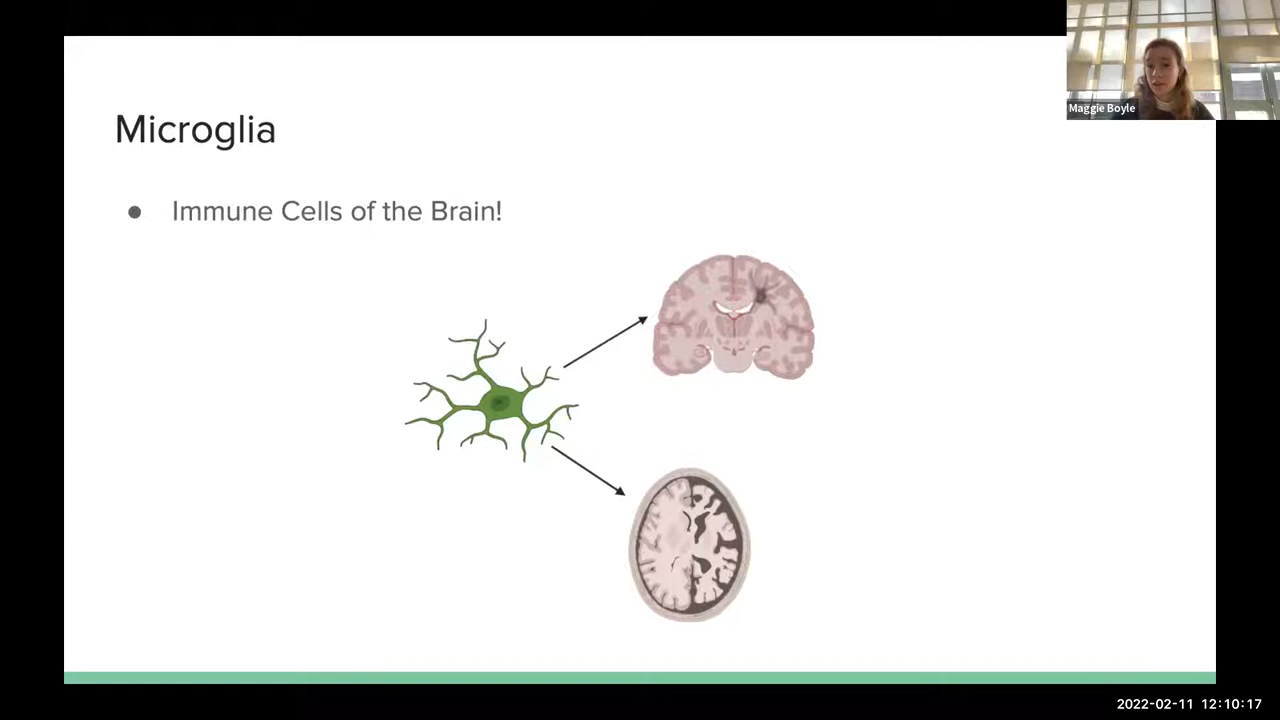 Maggie Boyle
Microglia
● Immune Cells of the Brain!
2022-02-11 12:10:17